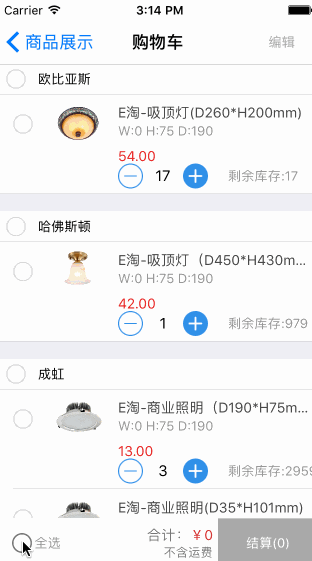 Carrier 3:14 PM
商品展示 购物车 编辑
欧比亚斯
E淘-吸顶灯(D260*H200mm)
W:0 H:75 D:190
54.00
17 剩余库存:17
哈佛斯顿
E淘-吸顶灯（D450*H430m...
W:0 H:75 D:190
42.00
1 剩余库存:979
成虹
E淘-商业照明（D190*H75m...
W:0 H:75 D:190
13.00
3 剩余库存:2959
E淘-商业照明(D35*H101mm)
全选 合计：￥0 结算(0)
不含运费